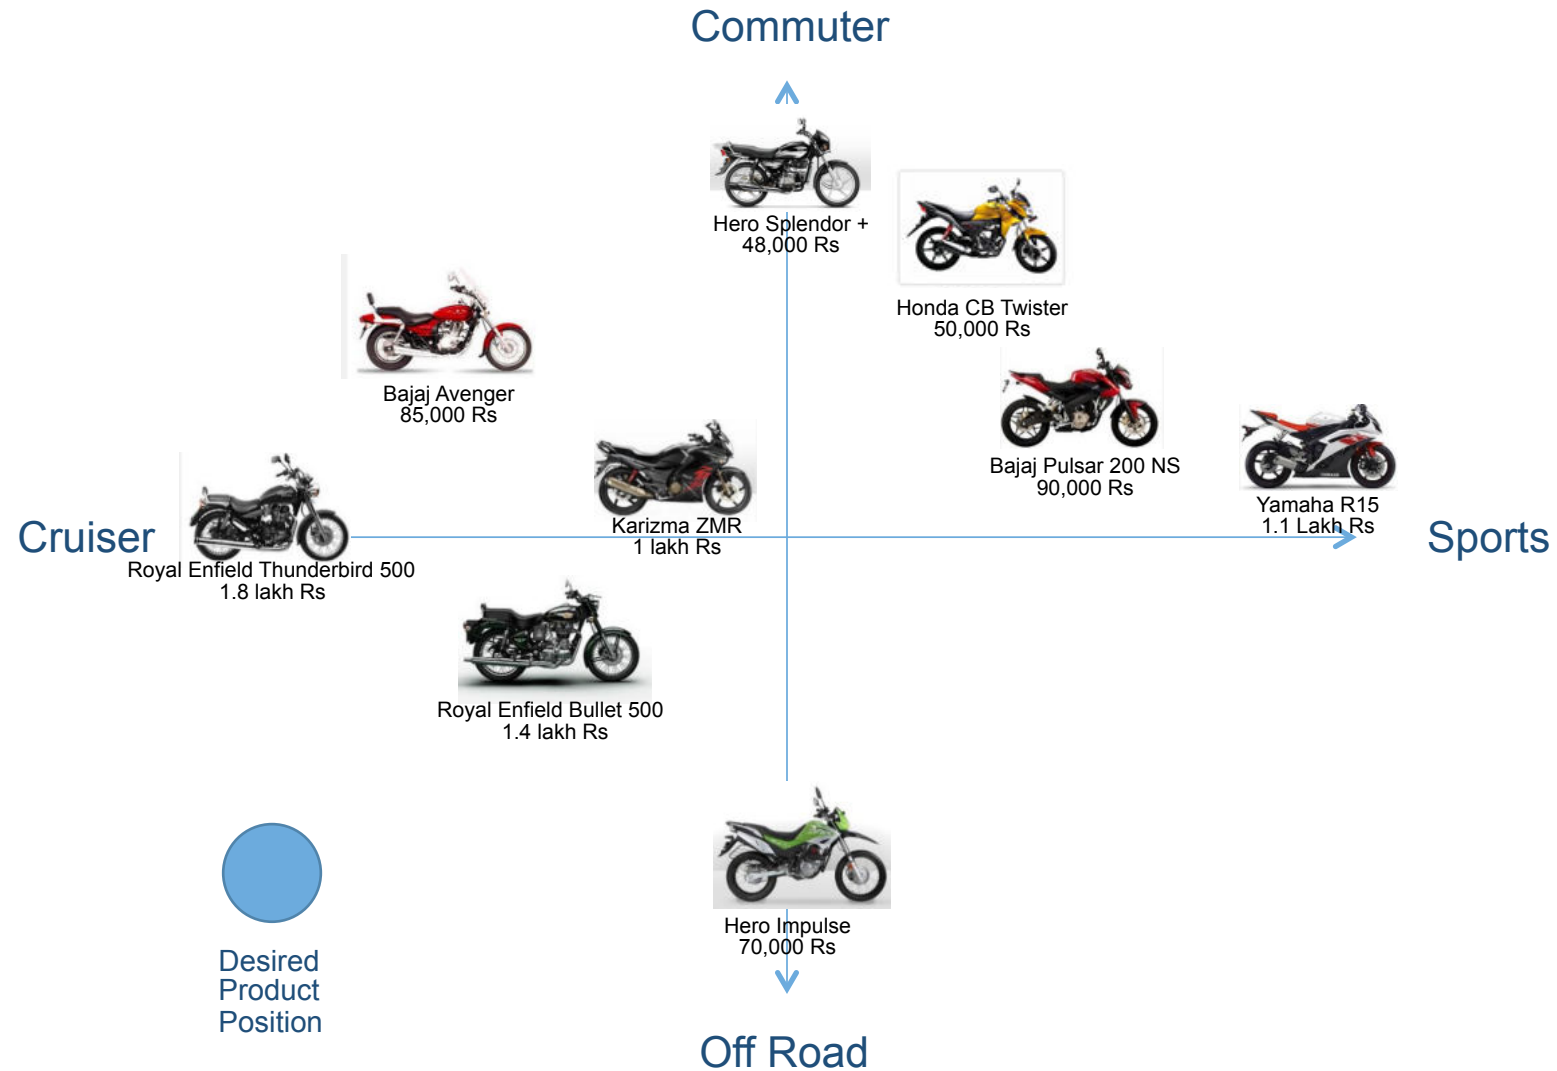 Commuter
Hero Splendor +
48,000 Rs
Honda CB Twister
50,000 Rs
Bajaj Avenger
85,000 Rs
Bajaj Pulsar 200 NS
90,000 Rs
Yamaha R15
1.1 Lakh Rs
Karizma ZMR
1 lakh Rs
Cruiser
Sports
Royal Enfield Thunderbird 500
1.8 lakh Rs
Royal Enfield Bullet 500
1.4 lakh Rs
Hero Impulse
70,000 Rs
Desired
Product
Position
Off Road